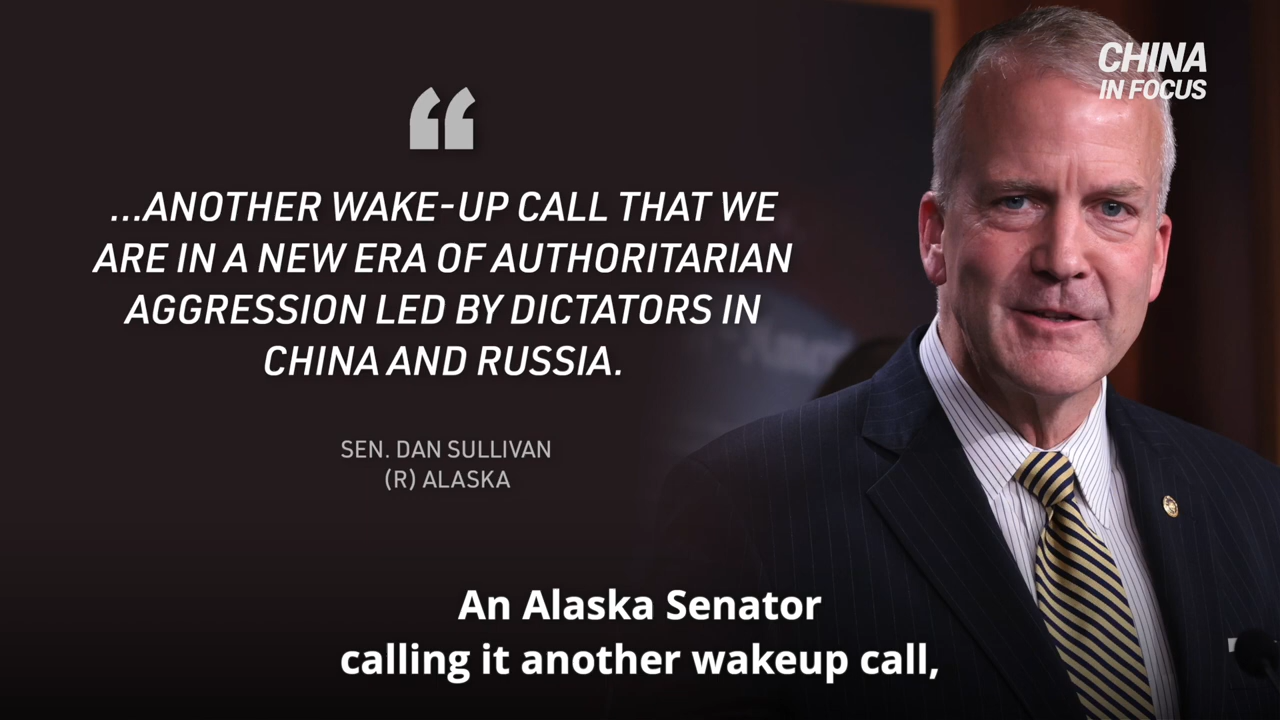 CHINA
IN FOCUS
“
...ANOTHER WAKE-UP CALL THAT WE
ARE IN A NEW ERA OF AUTHORITARIAN
AGGRESSION LED BY DICTATORS IN
CHINA AND RUSSIA.
SEN. DAN SULLIVAN
(R) ALASKA
An Alaska Senator
calling it another wakeup call,